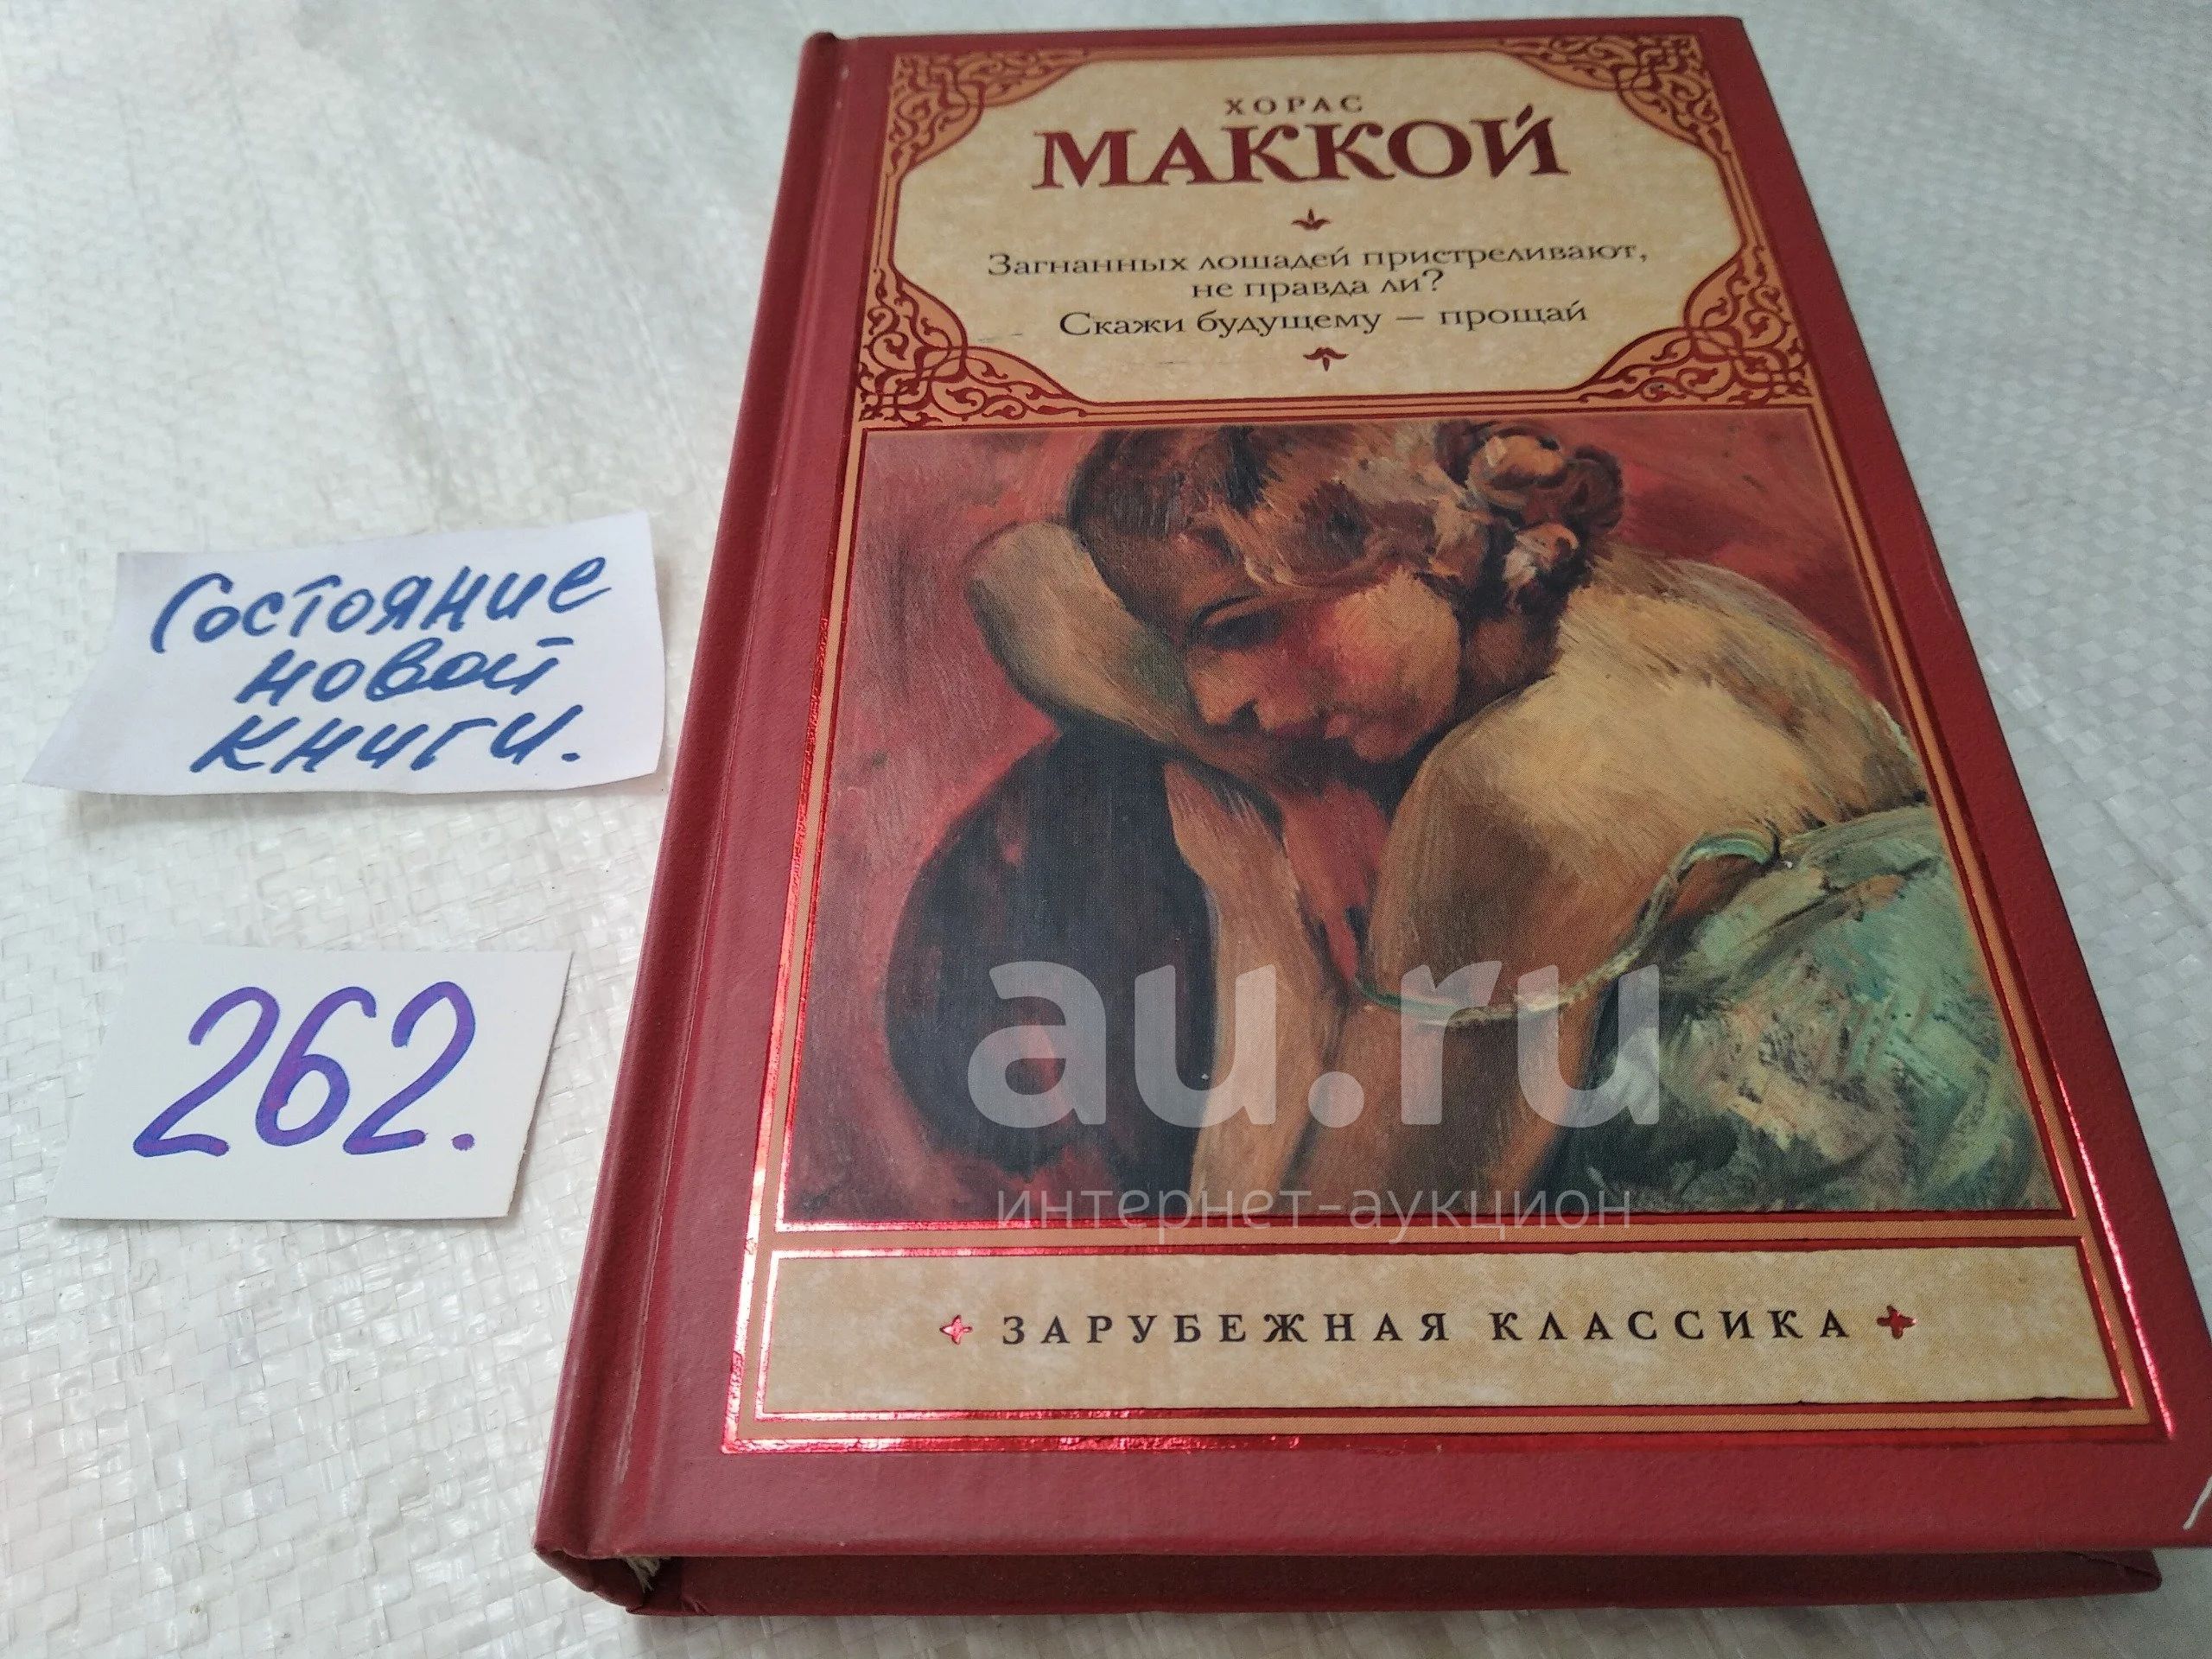 ХОРАС
МАККОЙ
Загнанных лошадей пристреливают,
не правда ли?
Скажи будущему — прощай
Состояние
новой
книги.
262.
au.ru
интернет-аукцион
ЗАРУБЕЖНАЯ КЛАССИКА